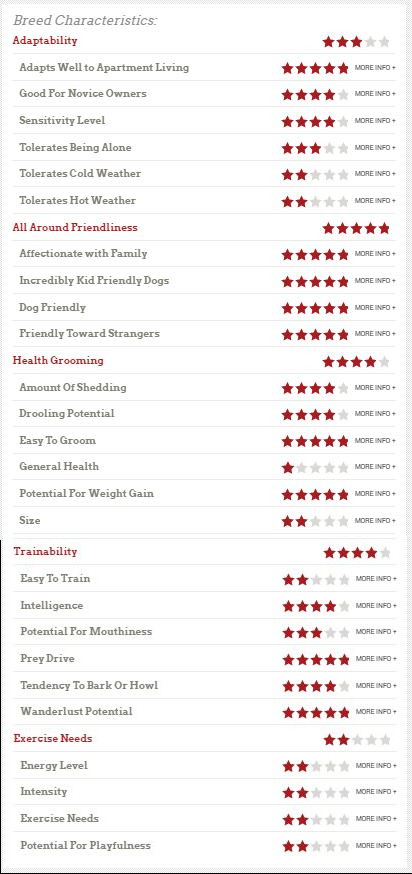 Breed Characteristics:
Adaptability
Adapts Well to Apartment Living MORE INFO +
Good For Novice Owners MORE INFO +
Sensitivity Level MORE INFO +
Tolerates Being Alone MORE INFO +
Tolerates Cold Weather MORE INFO +
Tolerates Hot Weather MORE INFO +
All Around Friendliness
Affectionate with Family MORE INFO +
Incredibly Kid Friendly Dogs MORE INFO +
Dog Friendly MORE INFO +
Friendly Toward Strangers MORE INFO +
Health Grooming
Amount Of Shedding MORE INFO +
Drooling Potential MORE INFO +
Easy To Groom MORE INFO +
General Health MORE INFO +
Potential For Weight Gain MORE INFO +
Size MORE INFO +
Trainability
Easy To Train MORE INFO +
Intelligence MORE INFO +
Potential For Mouthiness MORE INFO +
Prey Drive MORE INFO +
Tendency To Bark Or Howl MORE INFO +
Wanderlust Potential MORE INFO +
Exercise Needs
Energy Level MORE INFO +
Intensity MORE INFO +
Exercise Needs MORE INFO +
Potential For Playfulness MORE INFO +